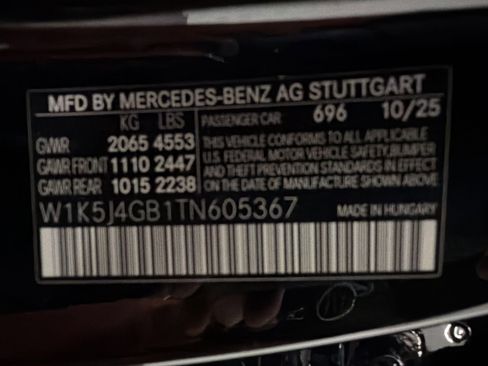 MFD BY MERCEDES-BENZ AG STUTTGART
KG LBS PASSENGER CAR 696 10/25
GVWR 2065 4553 THIS VEHICLE CONFORMS TO ALL APPLICABLE
U.S. FEDERAL MOTOR VEHICLE SAFETY, BUMPER
GAWR FRONT 1110 2447 AND THEFT PREVENTION STANDARDS IN EFFECT
GAWR REAR 1015 2238 ON THE DATE OF MANUFACTURE SHOWN ABOVE.
W1K5J4GB1TN605367 MADE IN HUNGARY